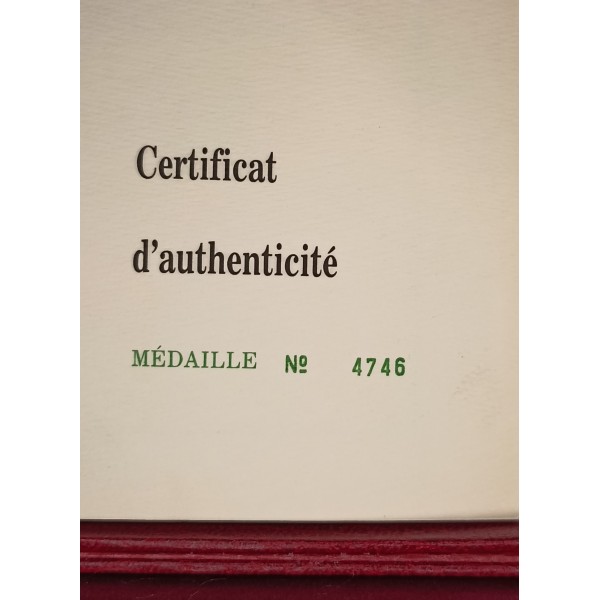 Certificat
d'authenticité
MÉDAILLE Nº 4746